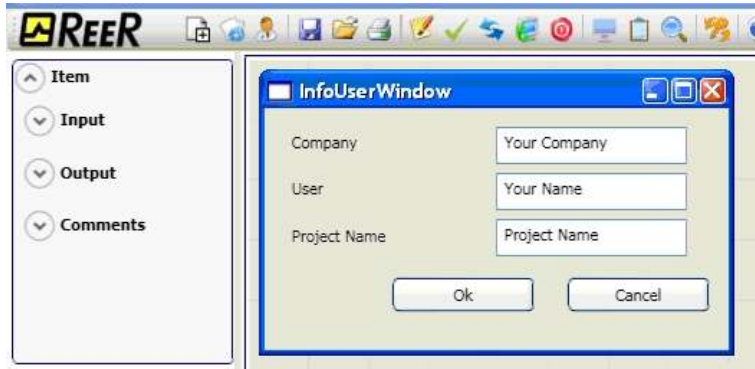 REER
Item
Input
Output
Comments
InfoUserWindow
Company Your Company
User Your Name
Project Name Project Name
Ok Cancel